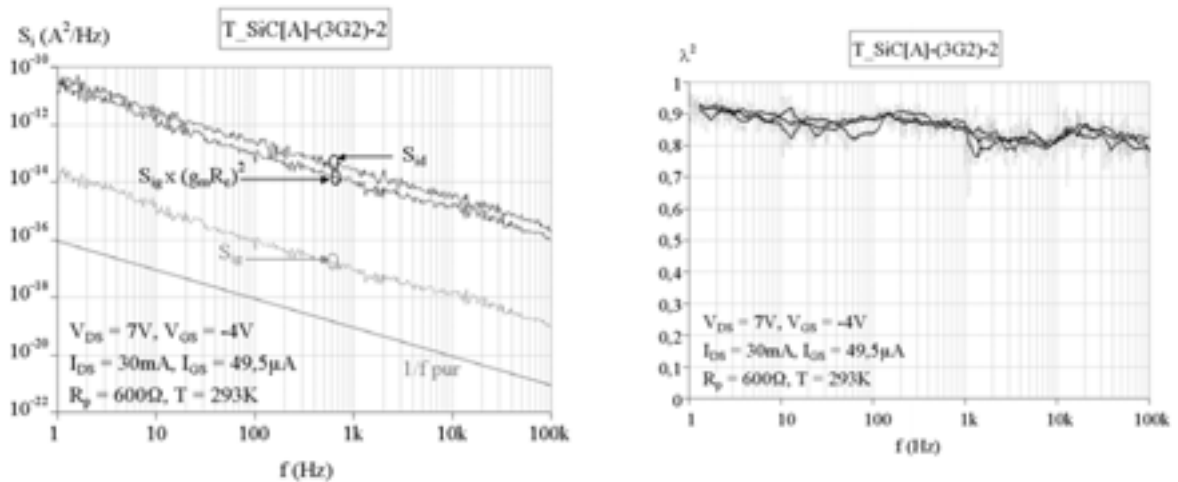 T_SiC[A]-(3G2)-2
S_i (A²/Hz)
10⁻¹⁰
10⁻¹²
10⁻¹⁴
10⁻¹⁶
10⁻¹⁸
10⁻²⁰
10⁻²²
S_id
S_ig x (g_mR_e)²
S_ig
V_DS = 7V, V_GS = -4V
I_DS = 30mA, I_GS = 49,5µA
R_p = 600Ω, T = 293K
1/f pur
1 10 100 1k 10k 100k
f (Hz)
T_SiC[A]-(3G2)-2
λ²
1
0,9
0,8
0,7
0,6
0,5
0,4
0,3
0,2
0,1
0
V_DS = 7V, V_GS = -4V
I_DS = 30mA, I_GS = 49,5µA
R_p = 600Ω, T = 293K
1 10 100 1k 10k 100k
f (Hz)